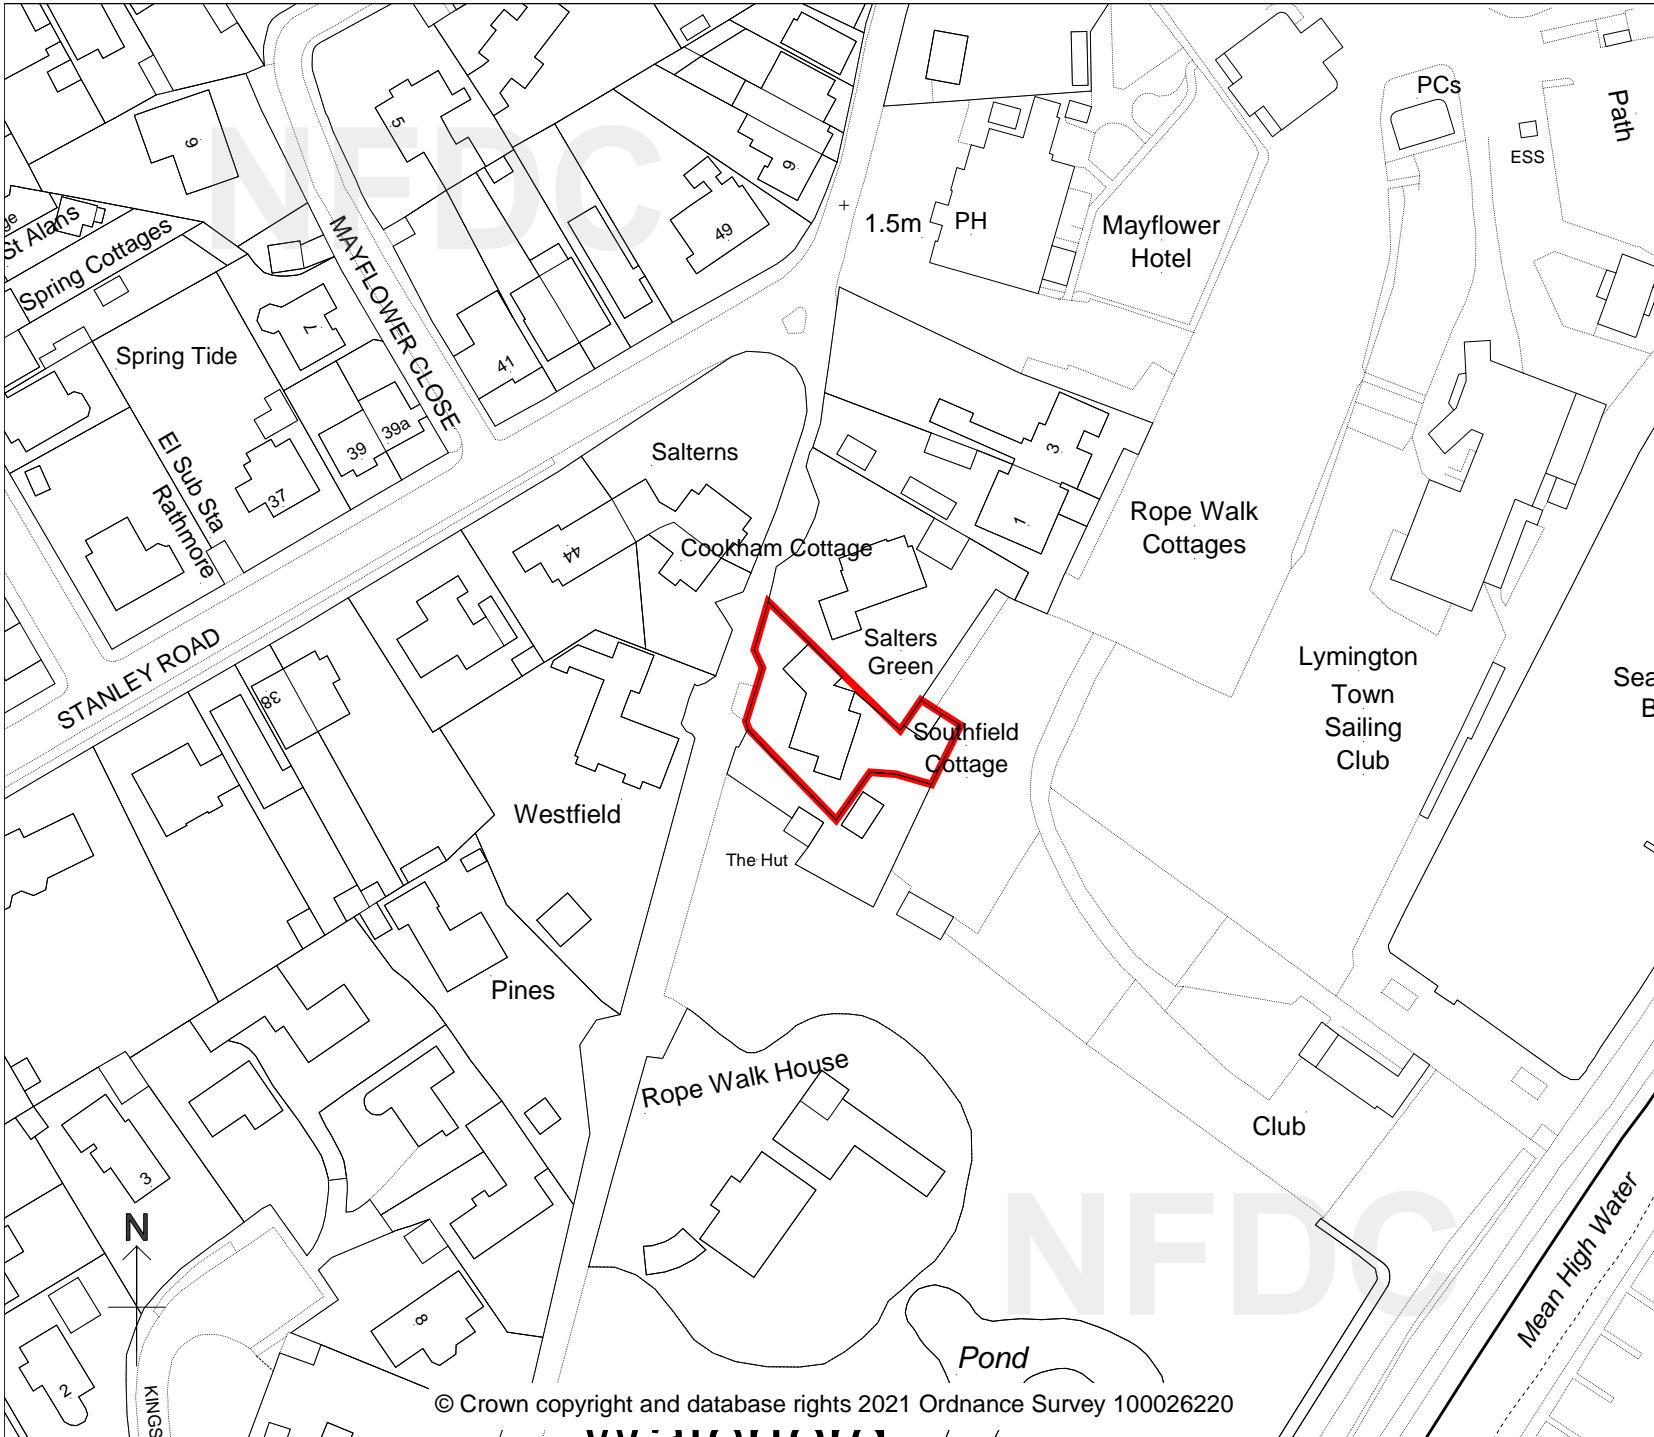 NFDC
PCs
Path
ESS
9
5
9
49
1.5m
PH
Mayflower
Hotel
St Alans
Spring Cottages
MAYFLOWER CLOSE
7
Spring Tide
41
39
39a
37
El Sub Sta
Rathmore
Salterns
44
Cookham Cottage
3
1
Rope Walk
Cottages
STANLEY ROAD
38
Salters
Green
Southfield
Cottage
Lymington
Town
Sailing
Club
Westfield
The Hut
Pines
Rope Walk House
Club
3
N
8
2
KINGS
NFDC
Mean High Water
Pond
© Crown copyright and database rights 2021 Ordnance Survey 100026220